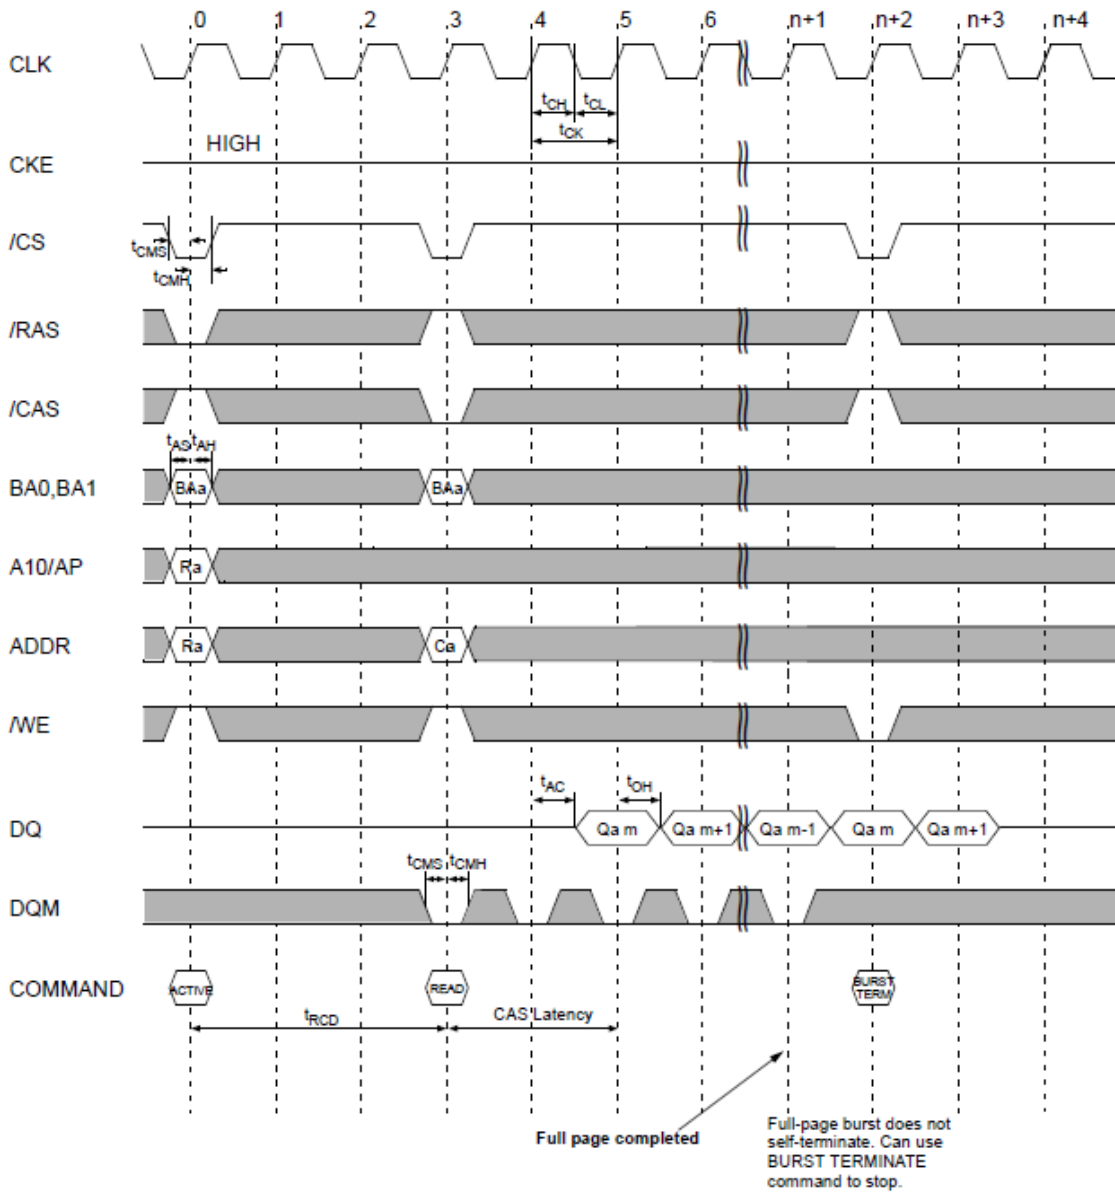 0 1 2 3 4 5 6 n+1 n+2 n+3 n+4
CLK
tCH tCL
tCK
HIGH
CKE
/CS
tCMS
tCMH
/RAS
/CAS
tAS tAH
BA0,BA1 BAa BAa
A10/AP Ra
ADDR Ra Ca
/WE
tAC tOH
DQ Qa m Qa m+1 Qa m-1 Qa m Qa m+1
tCMS tCMH
DQM
COMMAND ACTIVE READ BURST
TERM
tRCD CAS Latency
Full page completed
Full-page burst does not
self-terminate. Can use
BURST TERMINATE
command to stop.